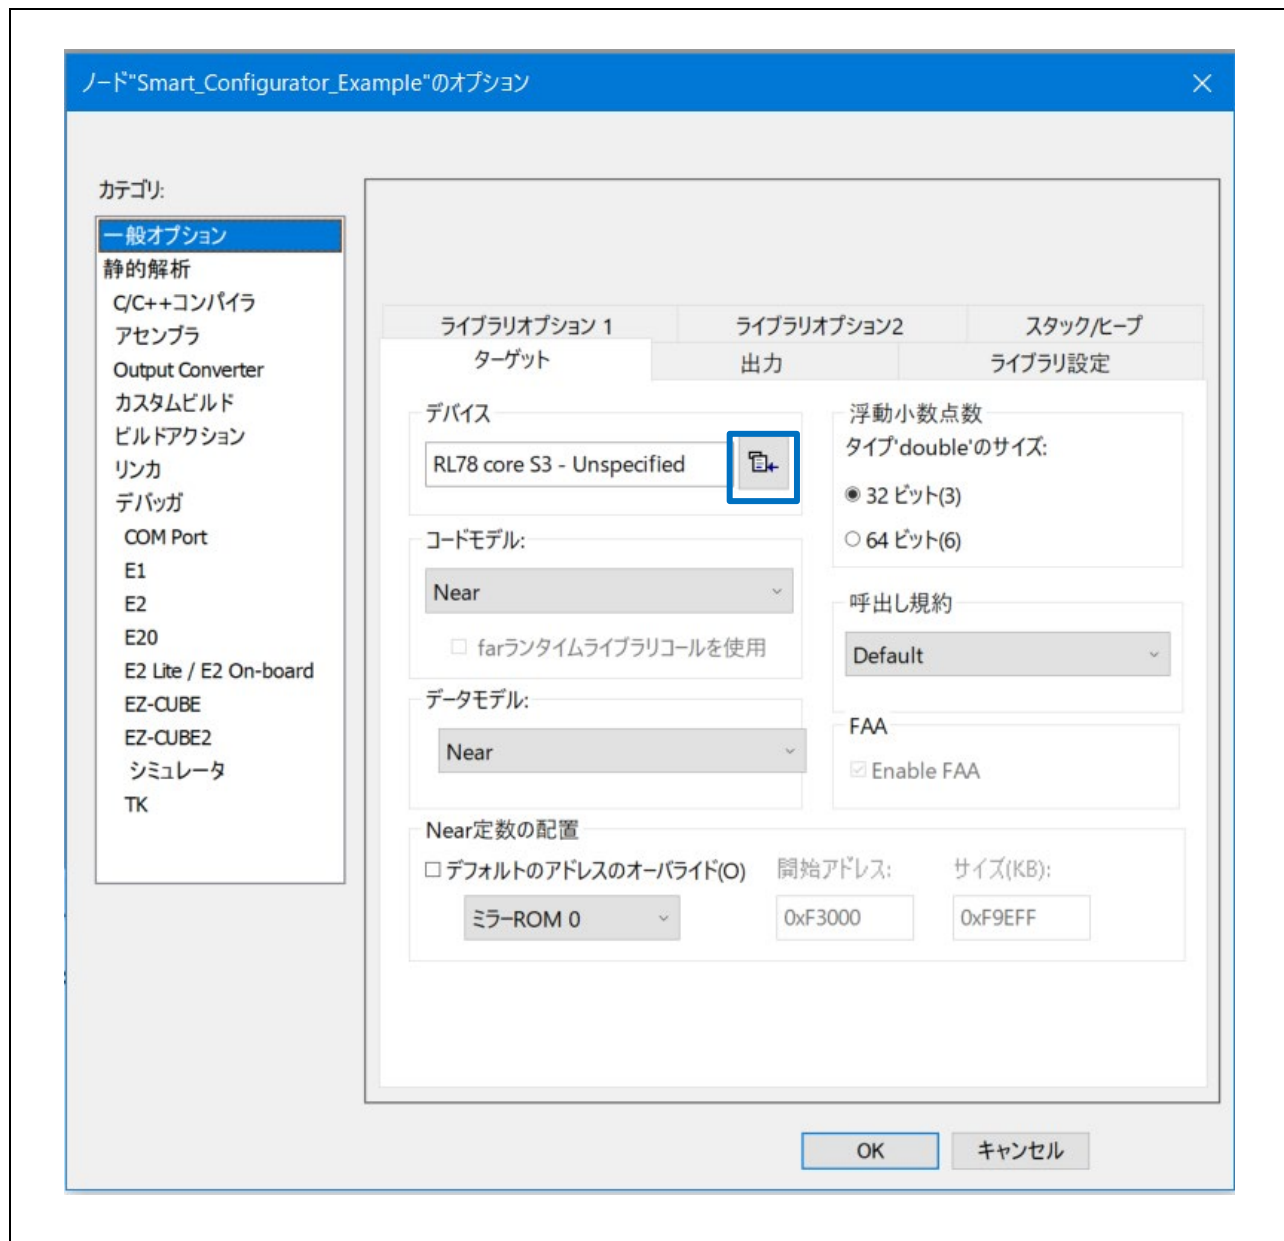 ノード"Smart_Configurator_Example"のオプション
カテゴリ:
一般オプション
静的解析
C/C++コンパイラ
アセンブラ
Output Converter
カスタムビルド
ビルドアクション
リンカ
デバッガ
COM Port
E1
E2
E20
E2 Lite / E2 On-board
EZ-CUBE
EZ-CUBE2
シミュレータ
TK
ライブラリオプション 1 ライブラリオプション2 スタック/ヒープ
ターゲット 出力 ライブラリ設定
デバイス
RL78 core S3 - Unspecified
コードモデル:
Near
farランタイムライブラリコールを使用
データモデル:
Near
浮動小数点数
タイプ'double'のサイズ:
32 ビット(3)
64 ビット(6)
呼出し規約
Default
FAA
Enable FAA
Near定数の配置
デフォルトのアドレスのオーバライド(O) 開始アドレス: サイズ(KB):
ミラーROM 0 0xF3000 0xF9EFF
OK キャンセル